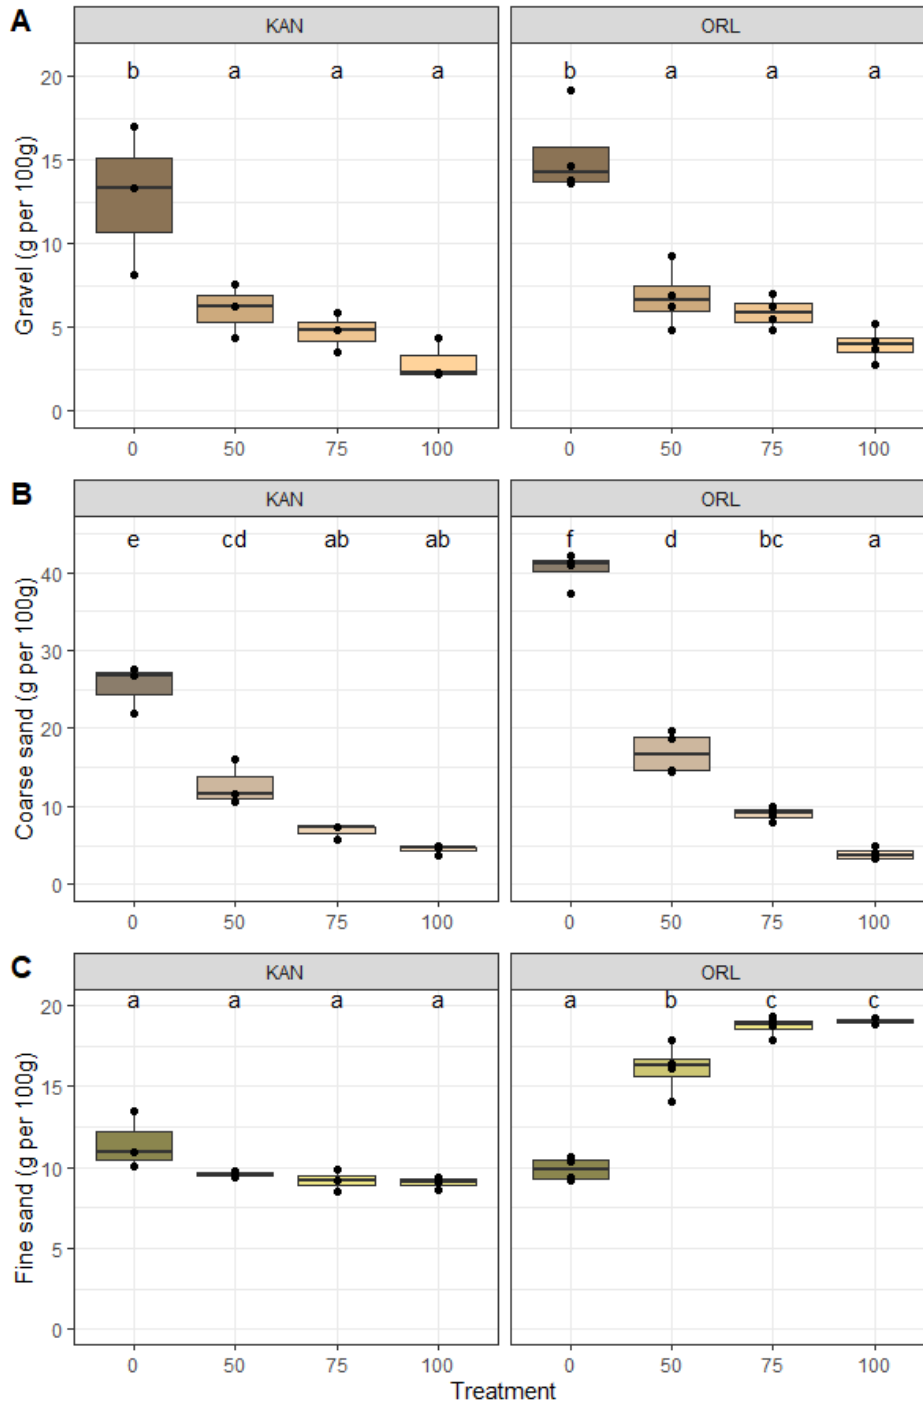 A
KAN
ORL
b a a a
b a a a
20
15
10
5
0
Gravel (g per 100g)
0 50 75 100
0 50 75 100
B
KAN
ORL
e cd ab ab
f d bc a
40
30
20
10
0
Coarse sand (g per 100g)
0 50 75 100
0 50 75 100
C
KAN
ORL
a a a a
a b c c
20
15
10
5
0
Fine sand (g per 100g)
0 50 75 100
0 50 75 100
Treatment